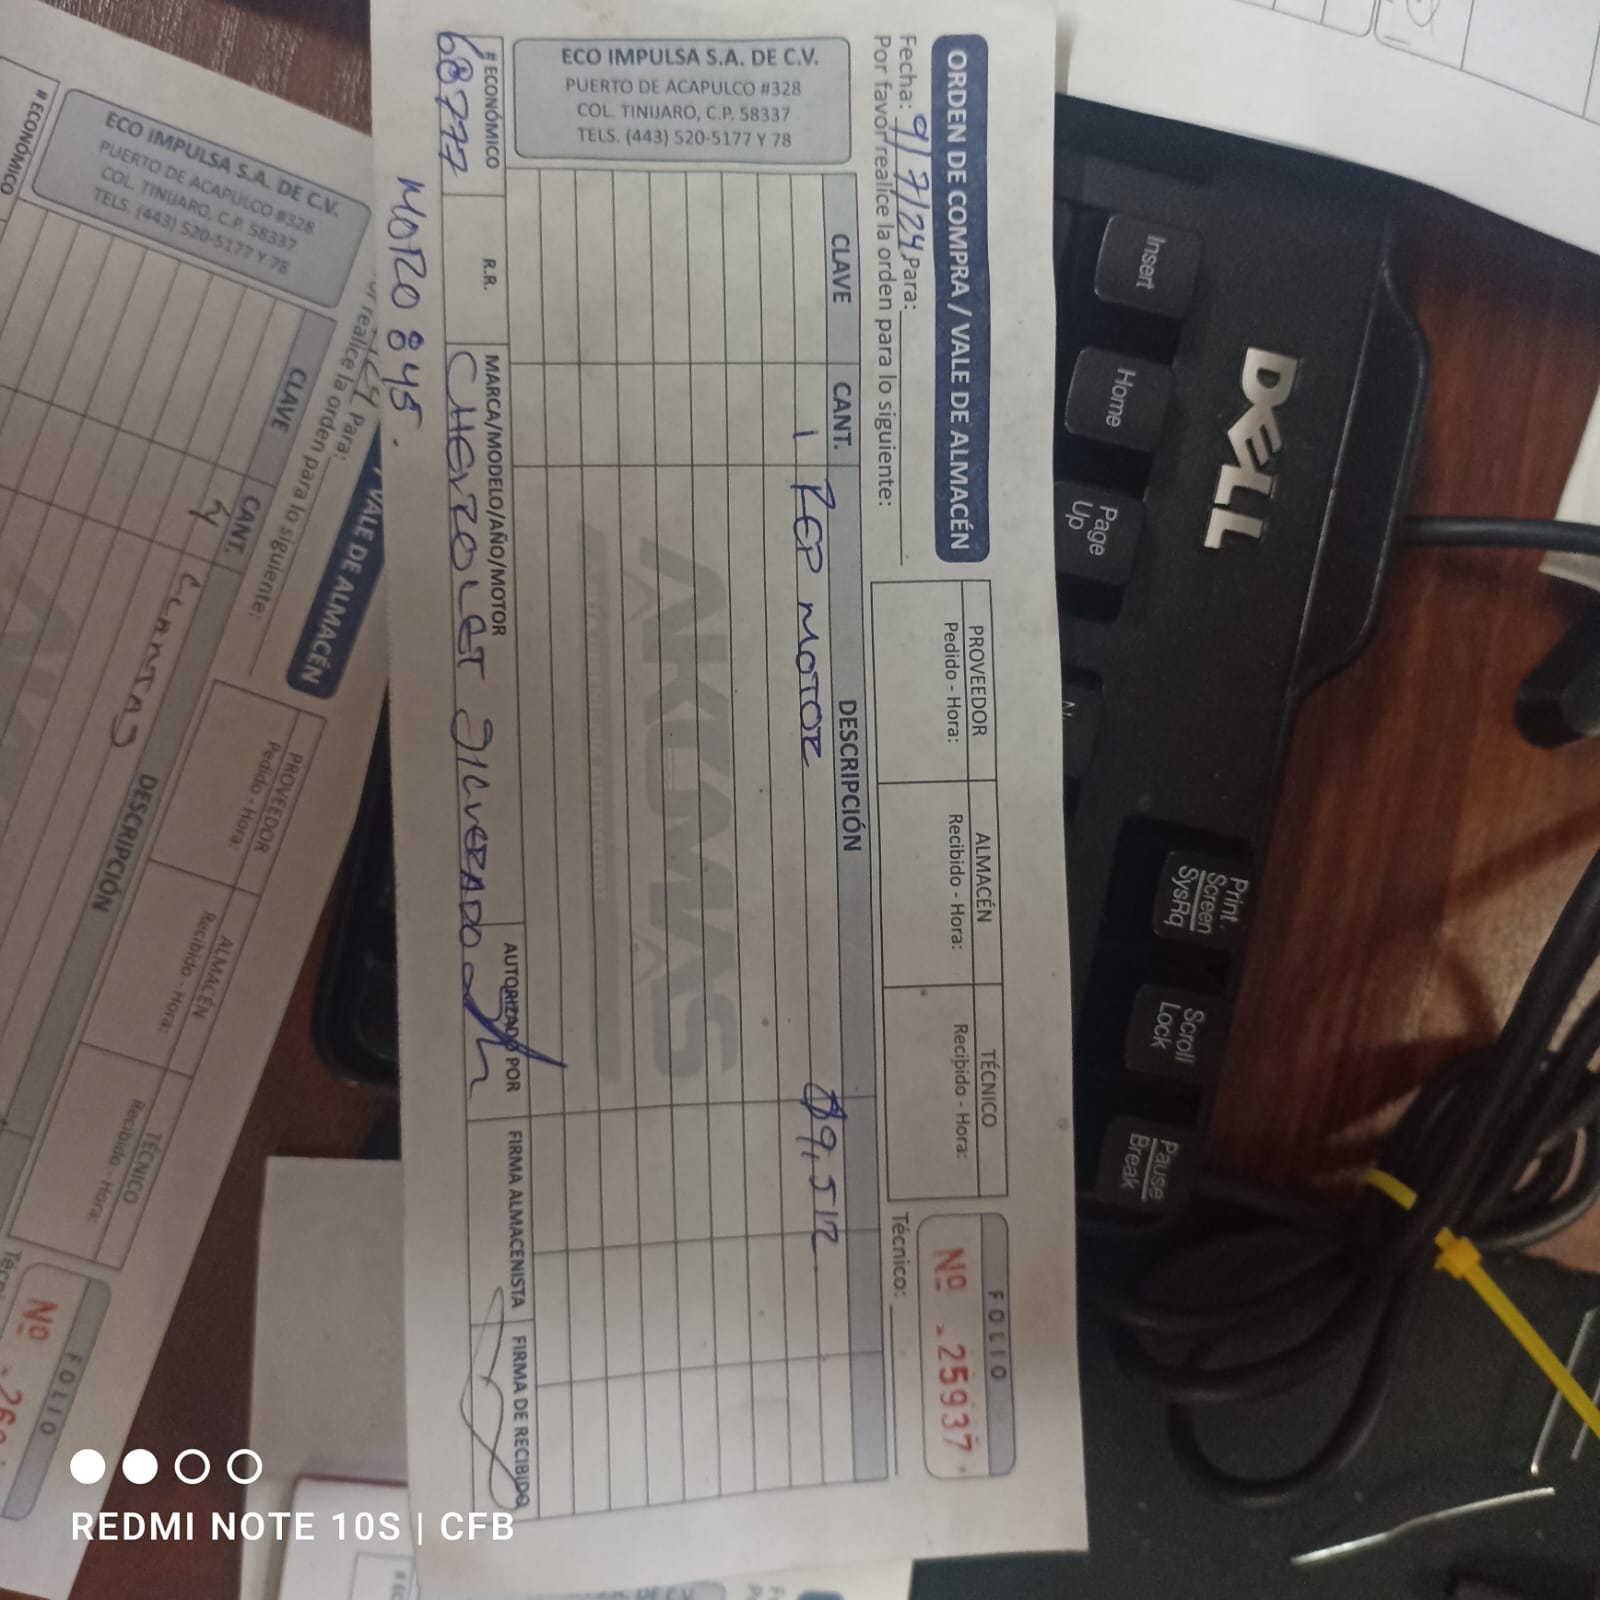 ORDEN DE COMPRA / VALE DE ALMACÉN
Fecha: 9/7/24 Para:
Por favor realice la orden para lo siguiente:
PROVEEDOR
Pedido - Hora:
ALMACÉN
Recibido - Hora:
TÉCNICO
Recibido - Hora:
Técnico:
FOLIO
Nº 25937
ECO IMPULSA S.A. DE C.V.
PUERTO DE ACAPULCO #328
COL. TINIJARO, C.P. 58337
TELS. (443) 520-5177 Y 78
CLAVE CANT. DESCRIPCIÓN
1 REP MOTOR $9,512
AKUMAS
# ECONÓMICO R.R. MARCA/MODELO/AÑO/MOTOR AUTORIZADO POR FIRMA ALMACENISTA FIRMA DE RECIBIDO
68777 CHEVROLET SILVERADO
MOTO 845.
VALE DE ALMACÉN
Para:
realice la orden para lo siguiente:
PROVEEDOR
Pedido - Hora:
ALMACÉN
Recibido - Hora:
TÉCNICO
Recibido - Hora:
FOLIO
Nº
ECO IMPULSA S.A. DE C.V.
PUERTO DE ACAPULCO #328
COL. TINIJARO, C.P. 58337
TELS. (443) 520-5177 Y 78
CLAVE CANT. DESCRIPCIÓN
4 LLANTAS
# ECONÓMICO
DELL
Insert
Home
Page Up
Print Screen SysRq
Scroll Lock
Pause Break
REDMI NOTE 10S | CFB